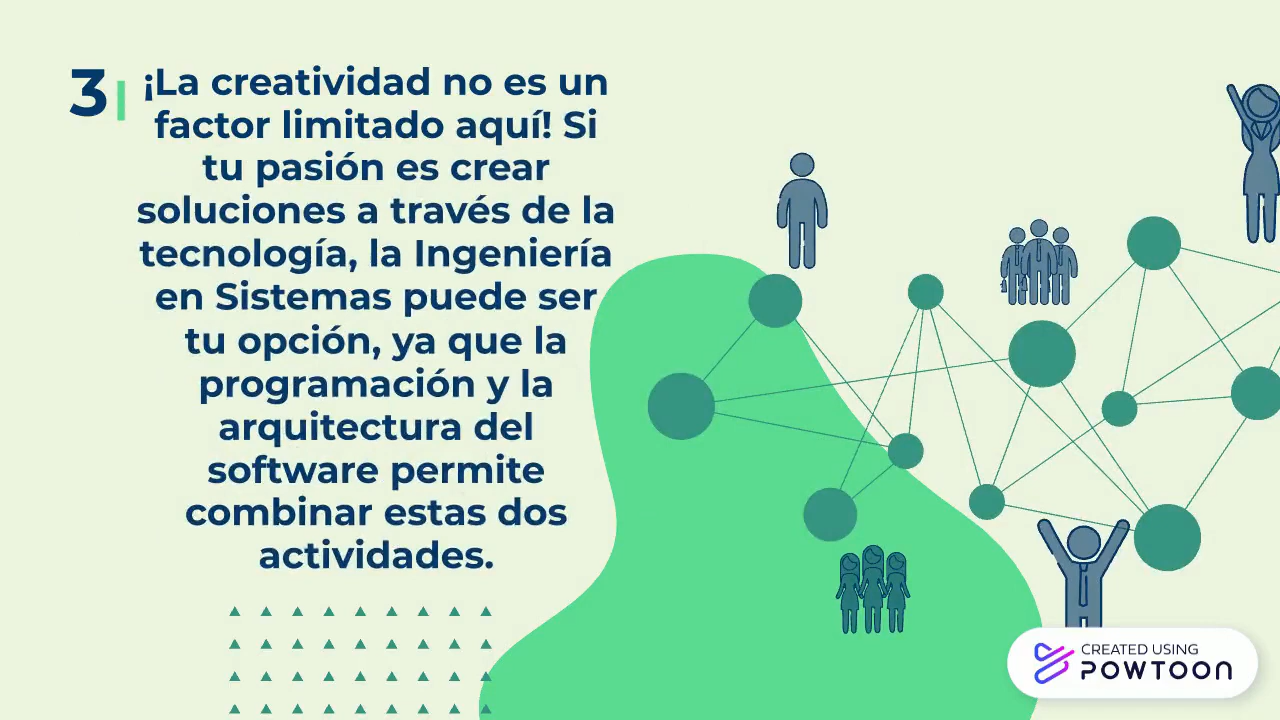 3
¡La creatividad no es un
factor limitado aquí! Si
tu pasión es crear
soluciones a través de la
tecnología, la Ingeniería
en Sistemas puede ser
tu opción, ya que la
programación y la
arquitectura del
software permite
combinar estas dos
actividades.
CREATED USING
POWTOON